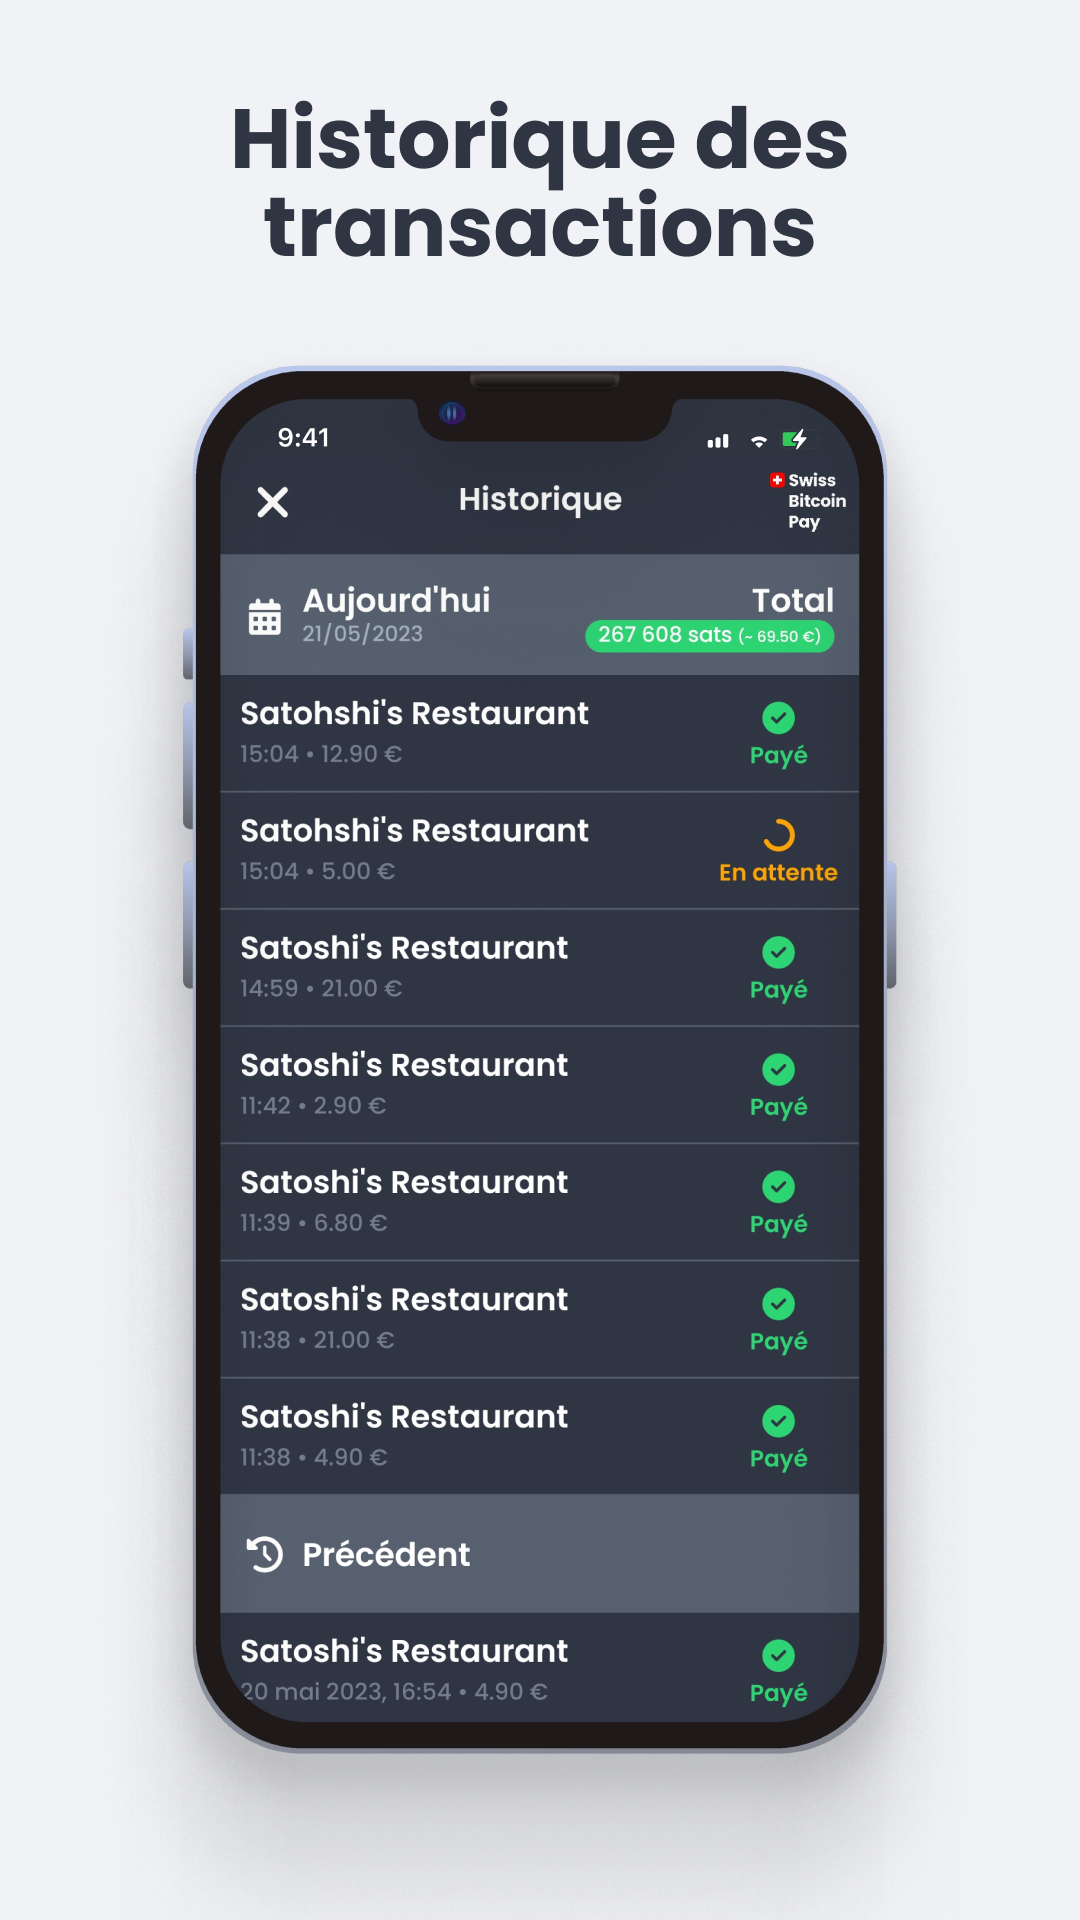 Historique des
transactions
9:41
Historique
Swiss
Bitcoin
Pay
Aujourd'hui
Total
21/05/2023
267 608 sats (~ 69.50 €)
Satohshi's Restaurant
15:04 • 12.90 €
Payé
Satohshi's Restaurant
15:04 • 5.00 €
En attente
Satoshi's Restaurant
14:59 • 21.00 €
Payé
Satoshi's Restaurant
11:42 • 2.90 €
Payé
Satoshi's Restaurant
11:39 • 6.80 €
Payé
Satoshi's Restaurant
11:38 • 21.00 €
Payé
Satoshi's Restaurant
11:38 • 4.90 €
Payé
Précédent
Satoshi's Restaurant
20 mai 2023, 16:54 • 4.90 €
Payé